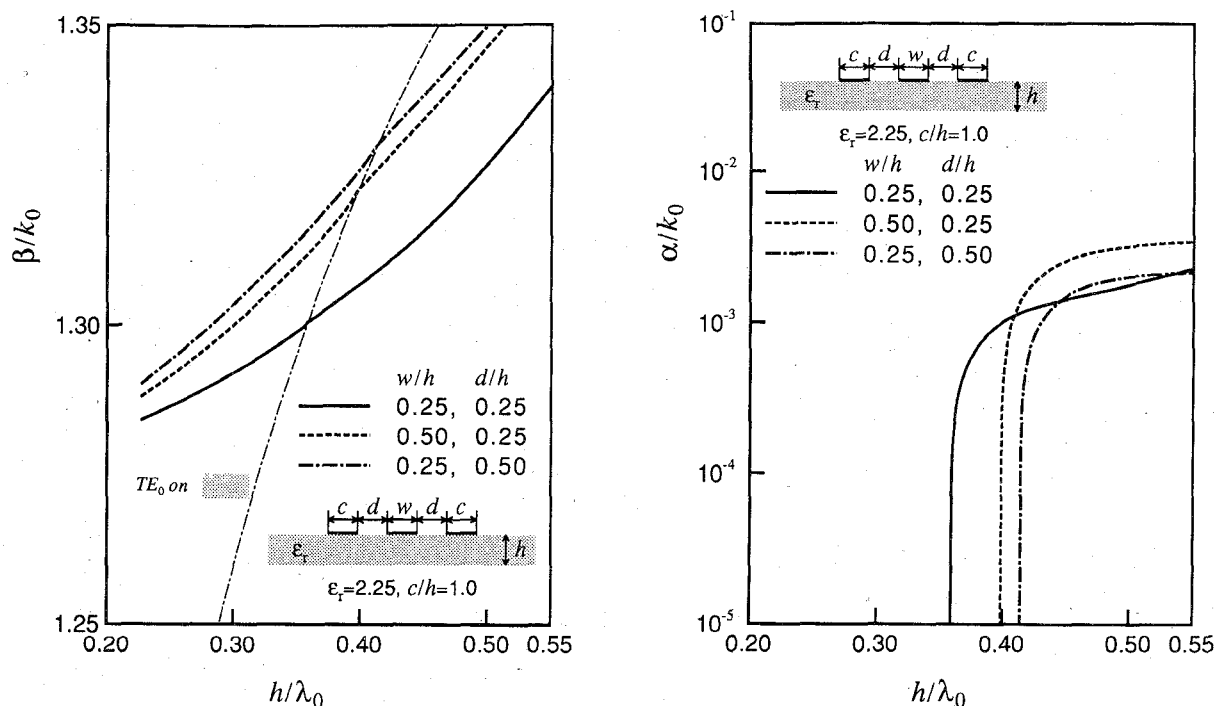 1.35
1.30
1.25
β/k₀
w/h d/h
0.25, 0.25
0.50, 0.25
0.25, 0.50
TE₀ on
c d w d c
εᵣ h
εᵣ=2.25, c/h=1.0
0.20 0.30 0.40 0.50 0.55
h/λ₀
10⁻¹
10⁻²
10⁻³
10⁻⁴
10⁻⁵
α/k₀
c d w d c
εᵣ h
εᵣ=2.25, c/h=1.0
w/h d/h
0.25, 0.25
0.50, 0.25
0.25, 0.50
0.20 0.30 0.40 0.50 0.55
h/λ₀